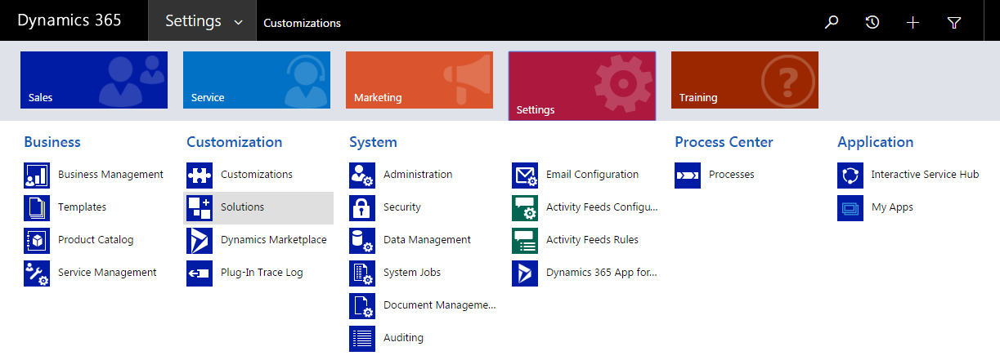 Dynamics 365 Settings Customizations
Sales Service Marketing Settings Training
Business Customization System Process Center Application
Business Management Customizations Administration Email Configuration Processes Interactive Service Hub
Templates Solutions Security Activity Feeds Configu... My Apps
Product Catalog Dynamics Marketplace Data Management Activity Feeds Rules
Service Management Plug-In Trace Log System Jobs Dynamics 365 App for...
Document Manageme...
Auditing